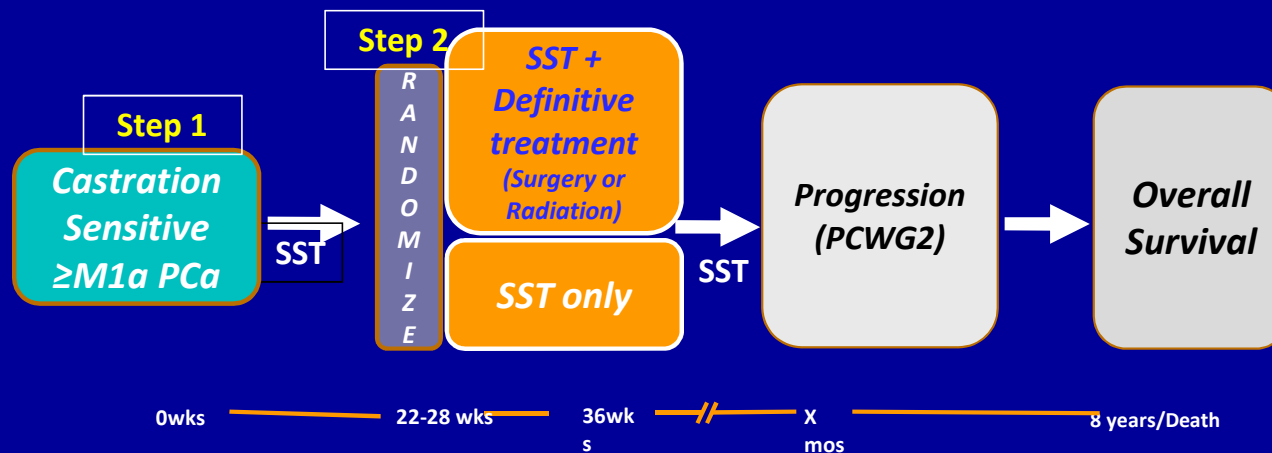 Step 1
Castration
Sensitive
≥M1a PCa
SST
Step 2
R
A
N
D
O
M
I
Z
E
SST +
Definitive
treatment
(Surgery or
Radiation)
SST only
SST
Progression
(PCWG2)
Overall
Survival
0wks
22-28 wks
36wk
s
X
mos
8 years/Death